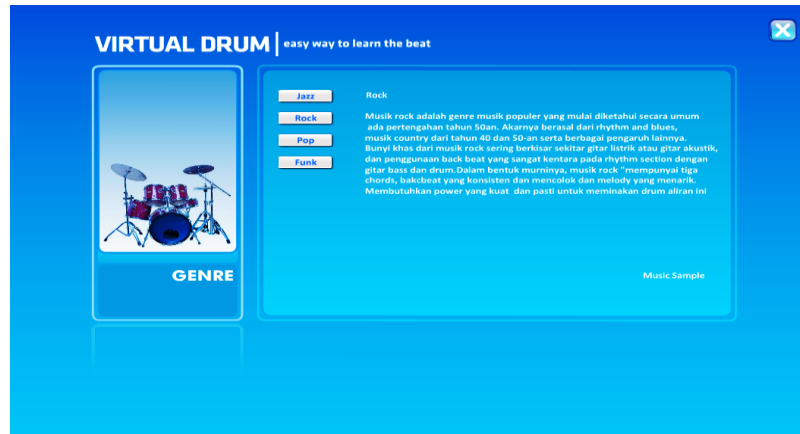 VIRTUAL DRUM easy way to learn the beat
Jazz
Rock
Pop
Funk
Rock
Musik rock adalah genre musik populer yang mulai diketahui secara umum
ada pertengahan tahun 50an. Akarnya berasal dari rhythm and blues,
musik country dari tahun 40 dan 50-an serta berbagai pengaruh lainnya.
Bunyi khas dari musik rock sering berkisar sekitar gitar listrik atau gitar akustik,
dan penggunaan back beat yang sangat kentara pada rhythm section dengan
gitar bass dan drum.Dalam bentuk murninya, musik rock "mempunyai tiga
chords, bakcbeat yang konsisten dan mencolok dan melody yang menarik.
Membutuhkan power yang kuat dan pasti untuk meminakan drum aliran ini
GENRE
Music Sample